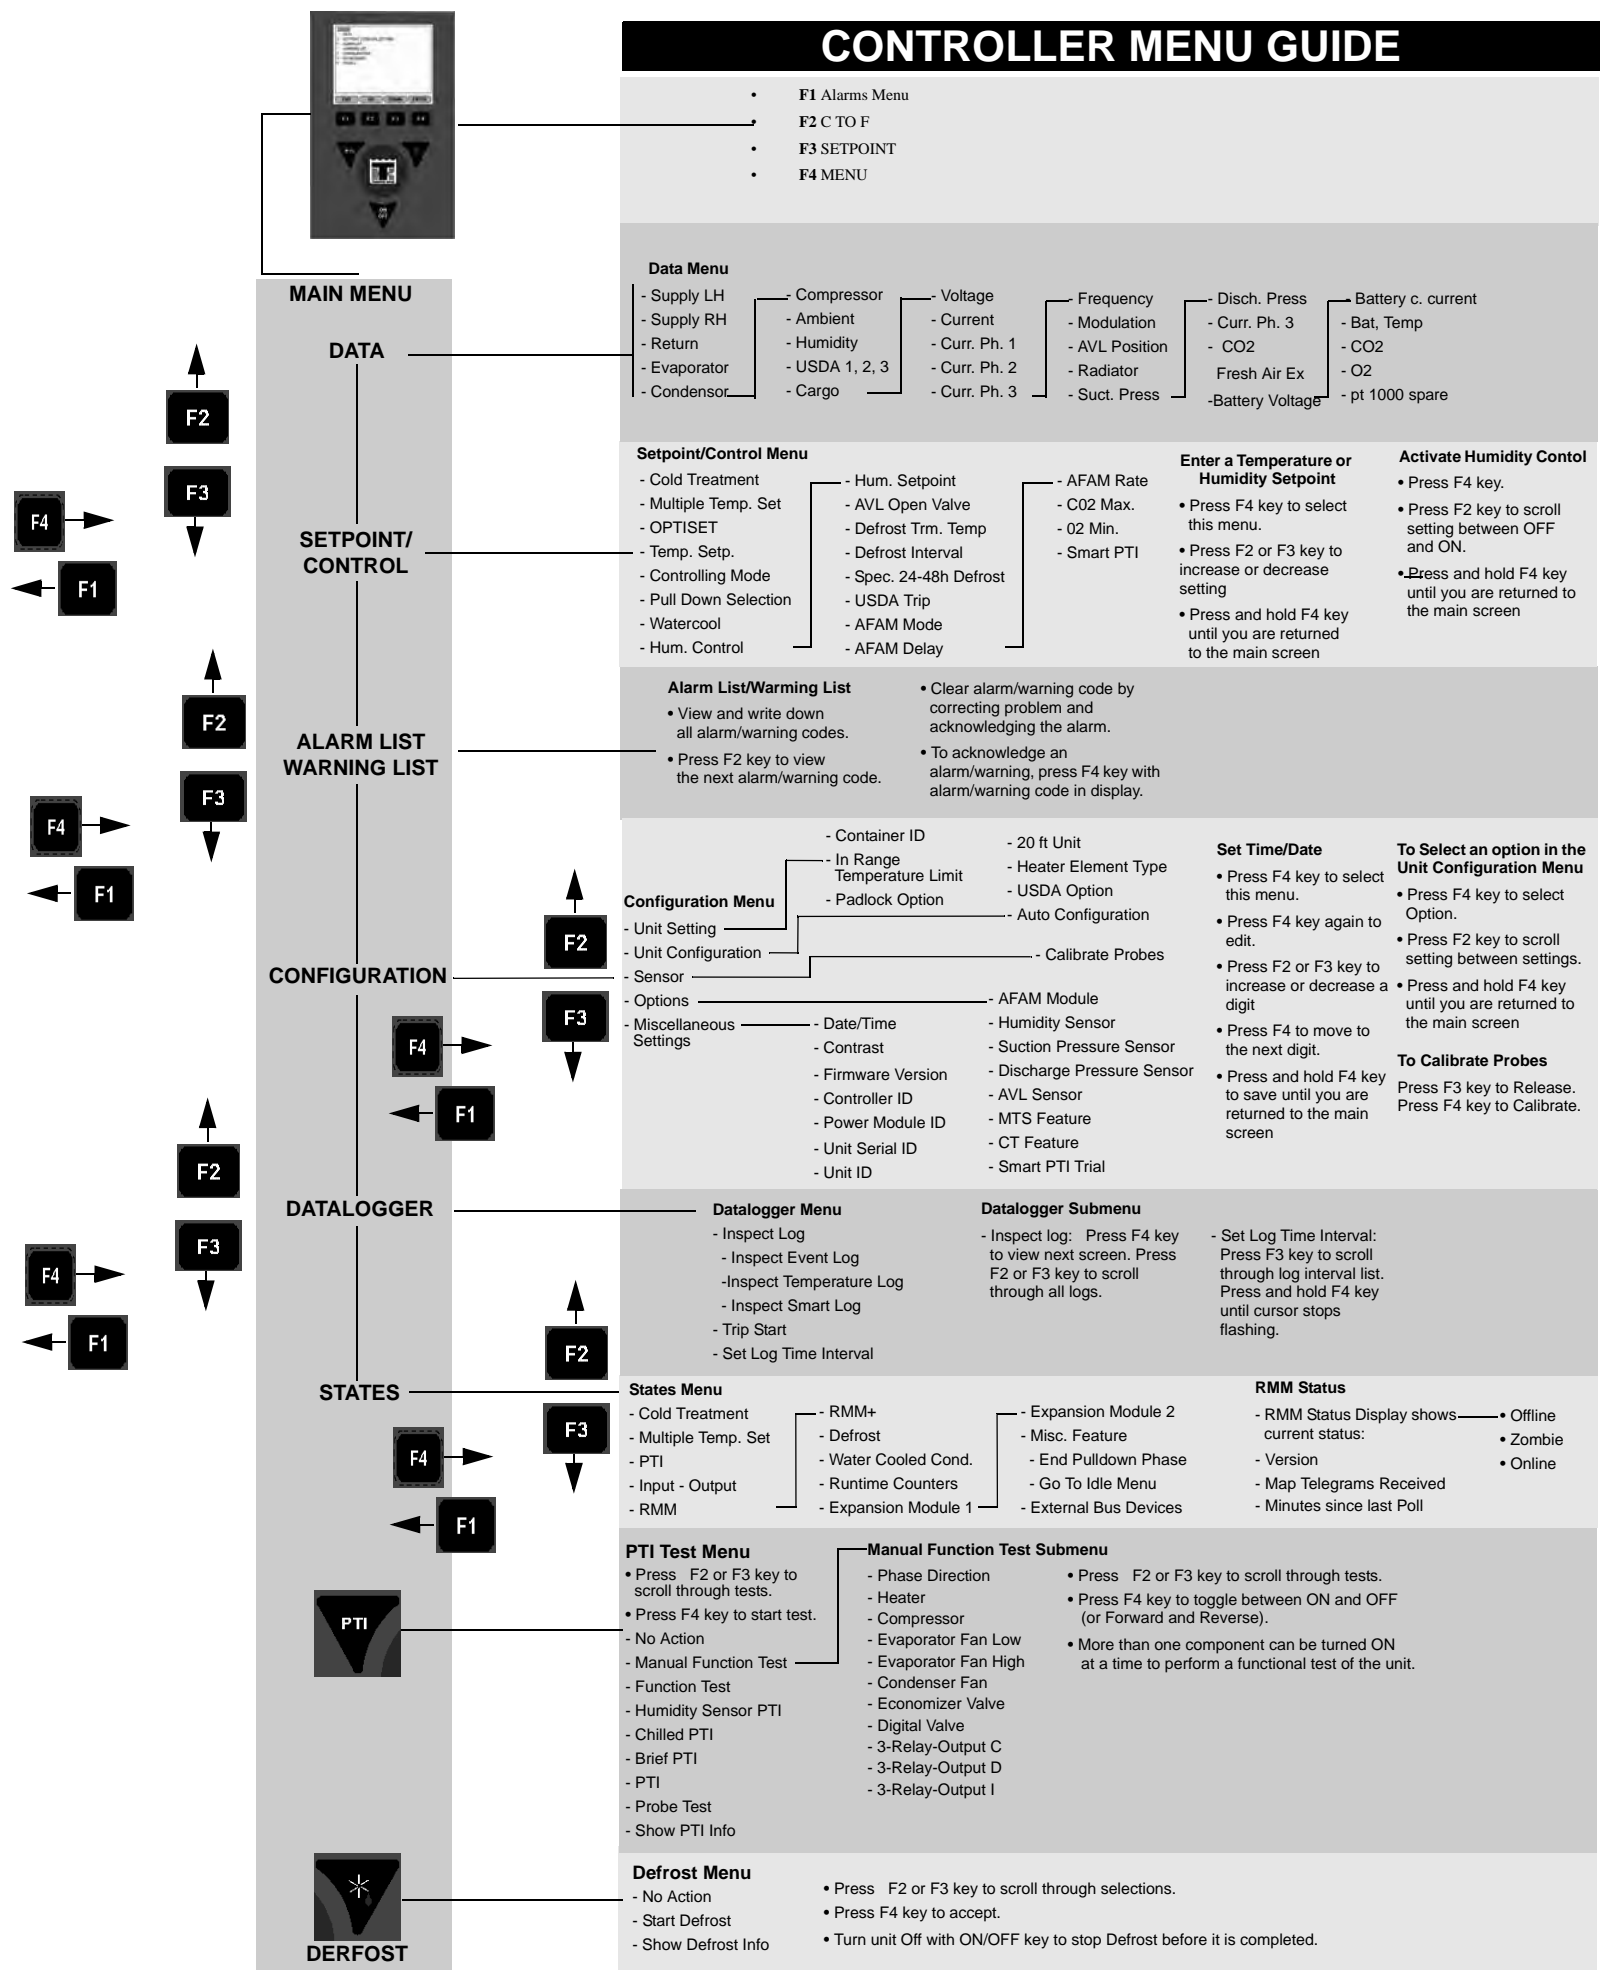 CONTROLLER MENU GUIDE
F1 F2 F3 F4
ON
OFF
• F1 Alarms Menu
• F2 C TO F
• F3 SETPOINT
• F4 MENU
MAIN MENU
DATA
Data Menu
- Supply LH
- Supply RH
- Return
- Evaporator
- Condensor
- Compressor
- Ambient
- Humidity
- USDA 1, 2, 3
- Cargo
- Voltage
- Current
- Curr. Ph. 1
- Curr. Ph. 2
- Curr. Ph. 3
- Frequency
- Modulation
- AVL Position
- Radiator
- Suct. Press
- Disch. Press
- Curr. Ph. 3
- CO2
Fresh Air Ex
-Battery Voltage
- Battery c. current
- Bat, Temp
- CO2
- O2
- pt 1000 spare
F2
F3
F4
F1
SETPOINT/
CONTROL
Setpoint/Control Menu
- Cold Treatment
- Multiple Temp. Set
- OPTISET
- Temp. Setp.
- Controlling Mode
- Pull Down Selection
- Watercool
- Hum. Control
- Hum. Setpoint
- AVL Open Valve
- Defrost Trm. Temp
- Defrost Interval
- Spec. 24-48h Defrost
- USDA Trip
- AFAM Mode
- AFAM Delay
- AFAM Rate
- C02 Max.
- 02 Min.
- Smart PTI
Enter a Temperature or
Humidity Setpoint
• Press F4 key to select
this menu.
• Press F2 or F3 key to
increase or decrease
setting
• Press and hold F4 key
until you are returned
to the main screen
Activate Humidity Contol
• Press F4 key.
• Press F2 key to scroll
setting between OFF
and ON.
• Press and hold F4 key
until you are returned to
the main screen
F2
F3
F4
F1
ALARM LIST
WARNING LIST
Alarm List/Warming List
• View and write down
all alarm/warning codes.
• Press F2 key to view
the next alarm/warning code.
• Clear alarm/warning code by
correcting problem and
acknowledging the alarm.
• To acknowledge an
alarm/warning, press F4 key with
alarm/warning code in display.
CONFIGURATION
F2
F3
F4
F1
Configuration Menu
- Unit Setting
- Unit Configuration
- Sensor
- Options
- Miscellaneous
Settings
- Container ID
- In Range
Temperature Limit
- Padlock Option
- 20 ft Unit
- Heater Element Type
- USDA Option
- Auto Configuration
- Calibrate Probes
- Date/Time
- Contrast
- Firmware Version
- Controller ID
- Power Module ID
- Unit Serial ID
- Unit ID
- AFAM Module
- Humidity Sensor
- Suction Pressure Sensor
- Discharge Pressure Sensor
- AVL Sensor
- MTS Feature
- CT Feature
- Smart PTI Trial
Set Time/Date
• Press F4 key to select
this menu.
• Press F4 key again to
edit.
• Press F2 or F3 key to
increase or decrease a
digit
• Press F4 to move to
the next digit.
• Press and hold F4 key
to save until you are
returned to the main
screen
To Select an option in the
Unit Configuration Menu
• Press F4 key to select
Option.
• Press F2 key to scroll
setting between settings.
• Press and hold F4 key
until you are returned to
the main screen
To Calibrate Probes
Press F3 key to Release.
Press F4 key to Calibrate.
F2
F3
F4
F1
DATALOGGER
Datalogger Menu
- Inspect Log
- Inspect Event Log
-Inspect Temperature Log
- Inspect Smart Log
- Trip Start
- Set Log Time Interval
Datalogger Submenu
- Inspect log: Press F4 key
to view next screen. Press
F2 or F3 key to scroll
through all logs.
- Set Log Time Interval:
Press F3 key to scroll
through log interval list.
Press and hold F4 key
until cursor stops
flashing.
STATES
F2
F3
F4
F1
States Menu
- Cold Treatment
- Multiple Temp. Set
- PTI
- Input - Output
- RMM
- RMM+
- Defrost
- Water Cooled Cond.
- Runtime Counters
- Expansion Module 1
- Expansion Module 2
- Misc. Feature
- End Pulldown Phase
- Go To Idle Menu
- External Bus Devices
RMM Status
- RMM Status Display shows
current status:
- Version
- Map Telegrams Received
- Minutes since last Poll
• Offline
• Zombie
• Online
PTI
PTI Test Menu
• Press F2 or F3 key to
scroll through tests.
• Press F4 key to start test.
- No Action
- Manual Function Test
- Function Test
- Humidity Sensor PTI
- Chilled PTI
- Brief PTI
- PTI
- Probe Test
- Show PTI Info
Manual Function Test Submenu
- Phase Direction
- Heater
- Compressor
- Evaporator Fan Low
- Evaporator Fan High
- Condenser Fan
- Economizer Valve
- Digital Valve
- 3-Relay-Output C
- 3-Relay-Output D
- 3-Relay-Output I
• Press F2 or F3 key to scroll through tests.
• Press F4 key to toggle between ON and OFF
(or Forward and Reverse).
• More than one component can be turned ON
at a time to perform a functional test of the unit.
DERFOST
Defrost Menu
- No Action
- Start Defrost
- Show Defrost Info
• Press F2 or F3 key to scroll through selections.
• Press F4 key to accept.
• Turn unit Off with ON/OFF key to stop Defrost before it is completed.